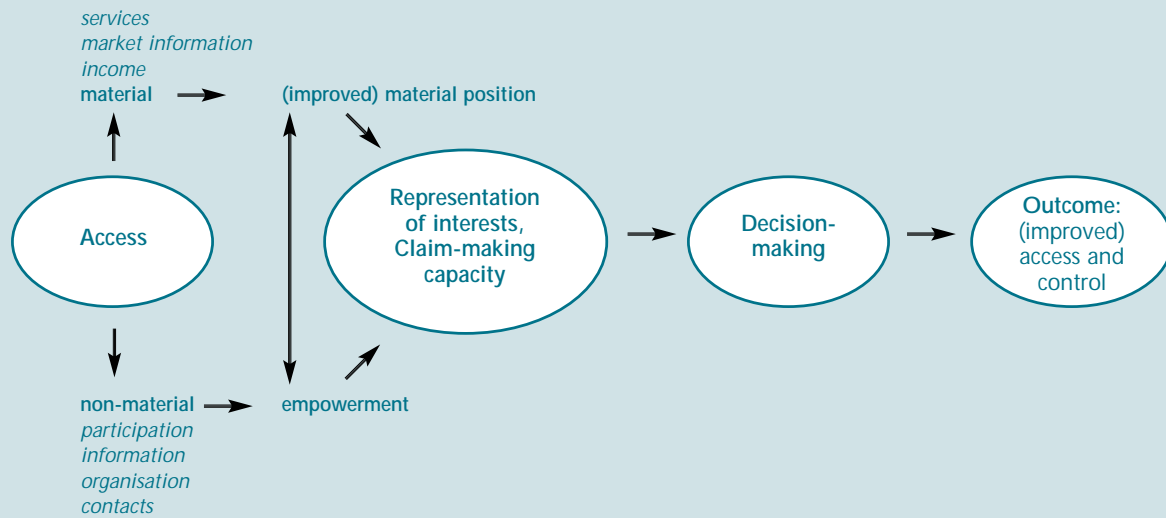 services
market information
income
material
(improved) material position
Access
Representation
of interests,
Claim-making
capacity
Decision-
making
Outcome:
(improved)
access and
control
non-material
participation
information
organisation
contacts
empowerment